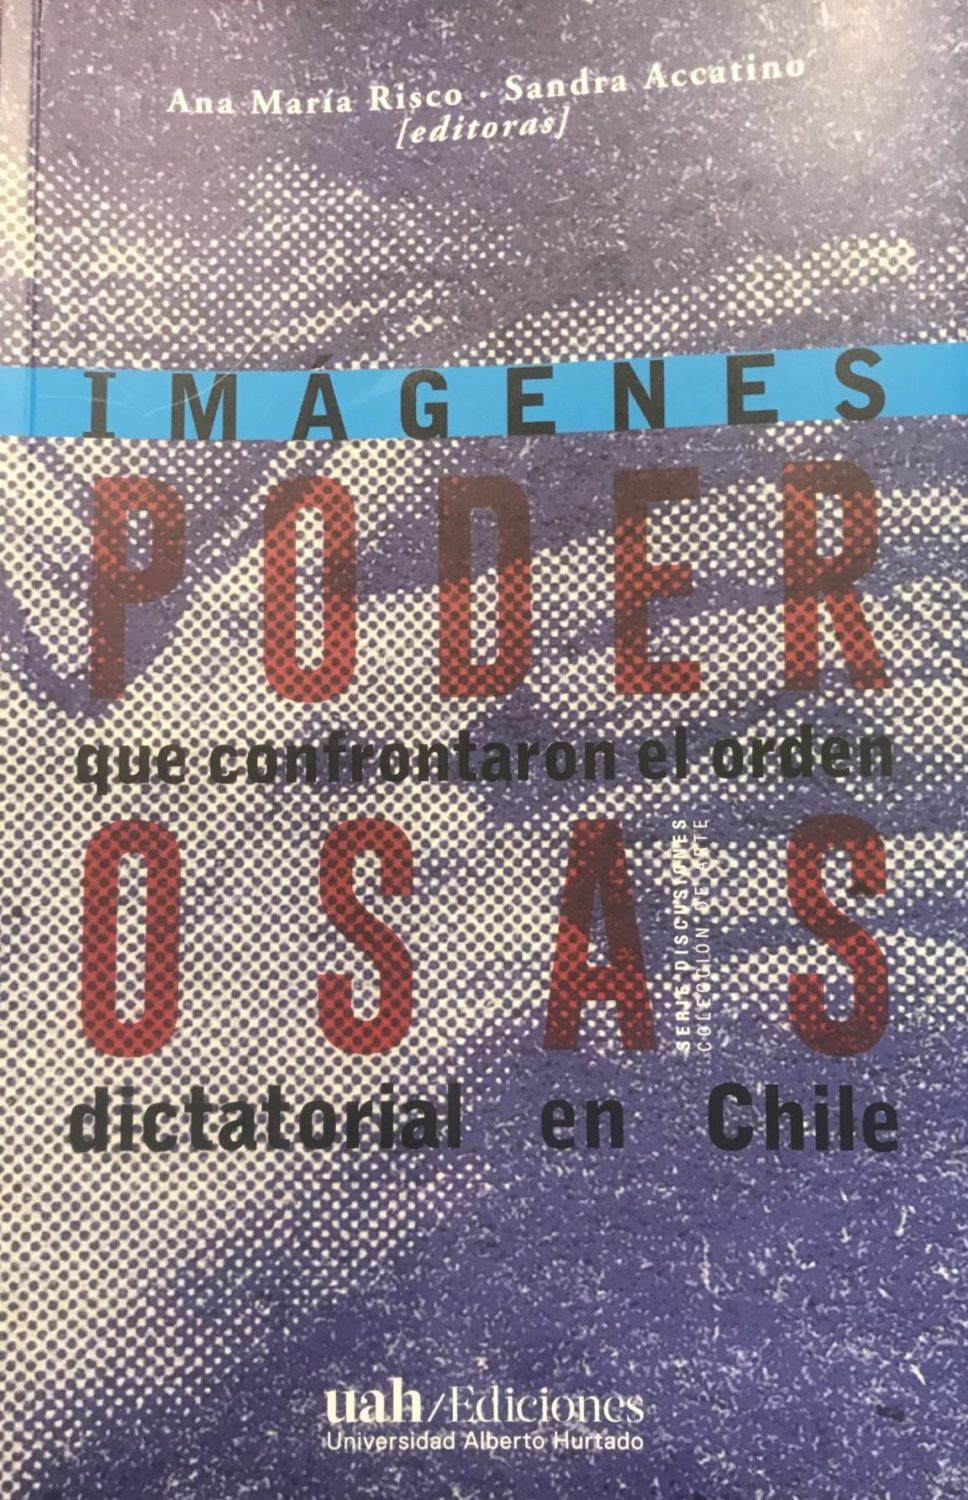 Ana María Risco · Sandra Accatino
[editoras]
IMÁGENES
PODER
que confrontaron el orden
OSAS
SERIE DISCUSIONES
COLECCIÓN DE ARTE
dictatorial en Chile
uah/Ediciones
Universidad Alberto Hurtado